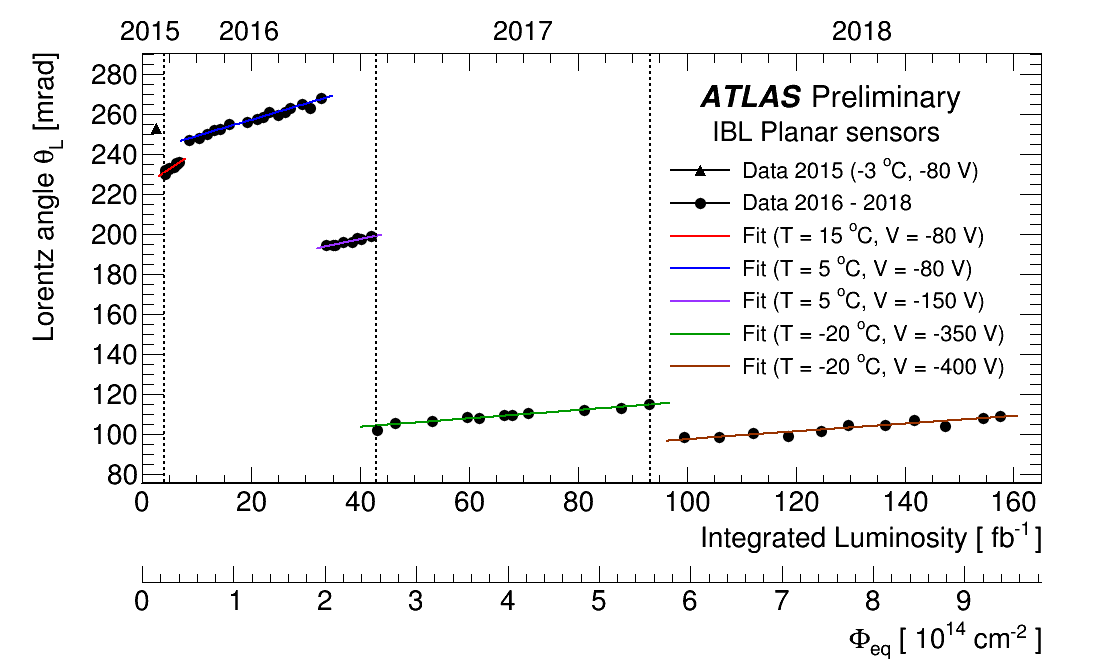 2015 2016 2017 2018
Lorentz angle θL [mrad]
280
260
240
220
200
180
160
140
120
100
80
ATLAS Preliminary
IBL Planar sensors
Data 2015 (-3 °C, -80 V)
Data 2016 - 2018
Fit (T = 15 °C, V = -80 V)
Fit (T = 5 °C, V = -80 V)
Fit (T = 5 °C, V = -150 V)
Fit (T = -20 °C, V = -350 V)
Fit (T = -20 °C, V = -400 V)
0 20 40 60 80 100 120 140 160
Integrated Luminosity [ fb⁻¹ ]
0 1 2 3 4 5 6 7 8 9
Φeq [ 10¹⁴ cm⁻² ]